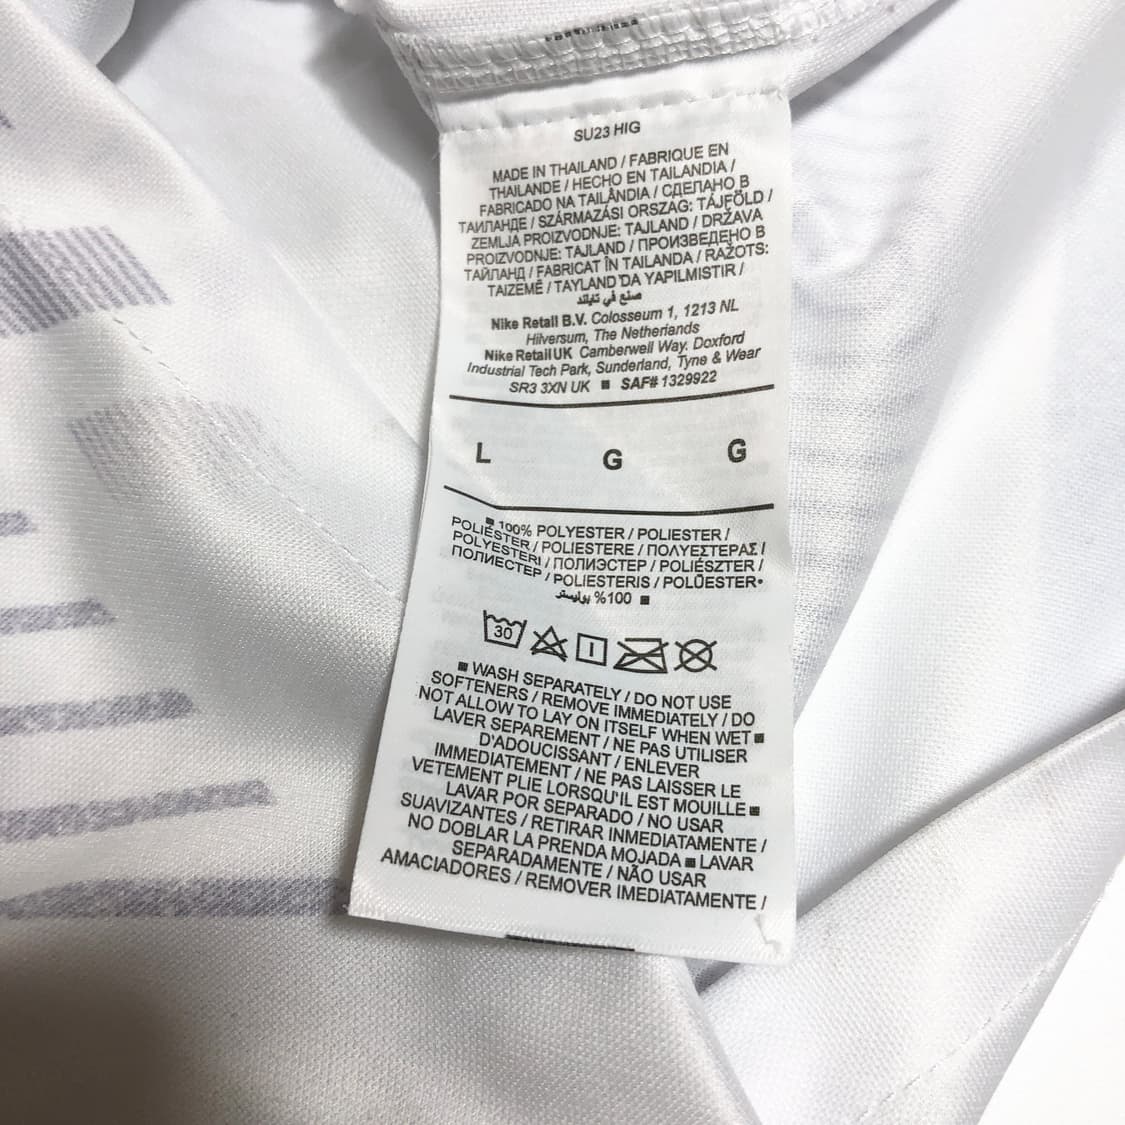 SU23 HIG
MADE IN THAILAND / FABRIQUE EN
THAILANDE / HECHO EN TAILANDIA /
FABRICADO NA TAILÂNDIA / СДЕЛАНО В
ТАИЛАНДЕ / SZÁRMAZÁSI ORSZAG: TÁJFÖLD /
ZEMLJA PROIZVODNJE: TAJLAND / DRŽAVA
PROIZVODNJE: TAJLAND / ПРОИЗВЕДЕНО В
ТАЙЛАНД / FABRICAT ÎN TAILANDA / RAŽOTS:
TAIZEMĒ / TAYLAND'DA YAPILMISTIR /
صنع في تايلاند
Nike Retail B.V. Colosseum 1, 1213 NL
Hilversum, The Netherlands
Nike Retail UK Camberwell Way. Doxford
Industrial Tech Park, Sunderland, Tyne & Wear
SR3 3XN UK ■ SAF# 1329922
L G G
■ 100% POLYESTER / POLIESTER /
POLIÉSTER / POLIESTERE / ΠΟΛΥΕΣΤΕΡΑΣ /
POLYESTERI / ПОЛИЭСТЕР / POLIÉSZTER /
ПОЛИЕСТЕР / POLIESTERIS / POLÜESTER•
100% بوليستر ■
30
■ WASH SEPARATELY / DO NOT USE
SOFTENERS / REMOVE IMMEDIATELY / DO
NOT ALLOW TO LAY ON ITSELF WHEN WET ■
LAVER SEPAREMENT / NE PAS UTILISER
D'ADOUCISSANT / ENLEVER
IMMEDIATEMENT / NE PAS LAISSER LE
VETEMENT PLIE LORSQU'IL EST MOUILLE ■
LAVAR POR SEPARADO / NO USAR
SUAVIZANTES / RETIRAR INMEDIATAMENTE /
NO DOBLAR LA PRENDA MOJADA ■ LAVAR
SEPARADAMENTE / NÃO USAR
AMACIADORES / REMOVER IMEDIATAMENTE /